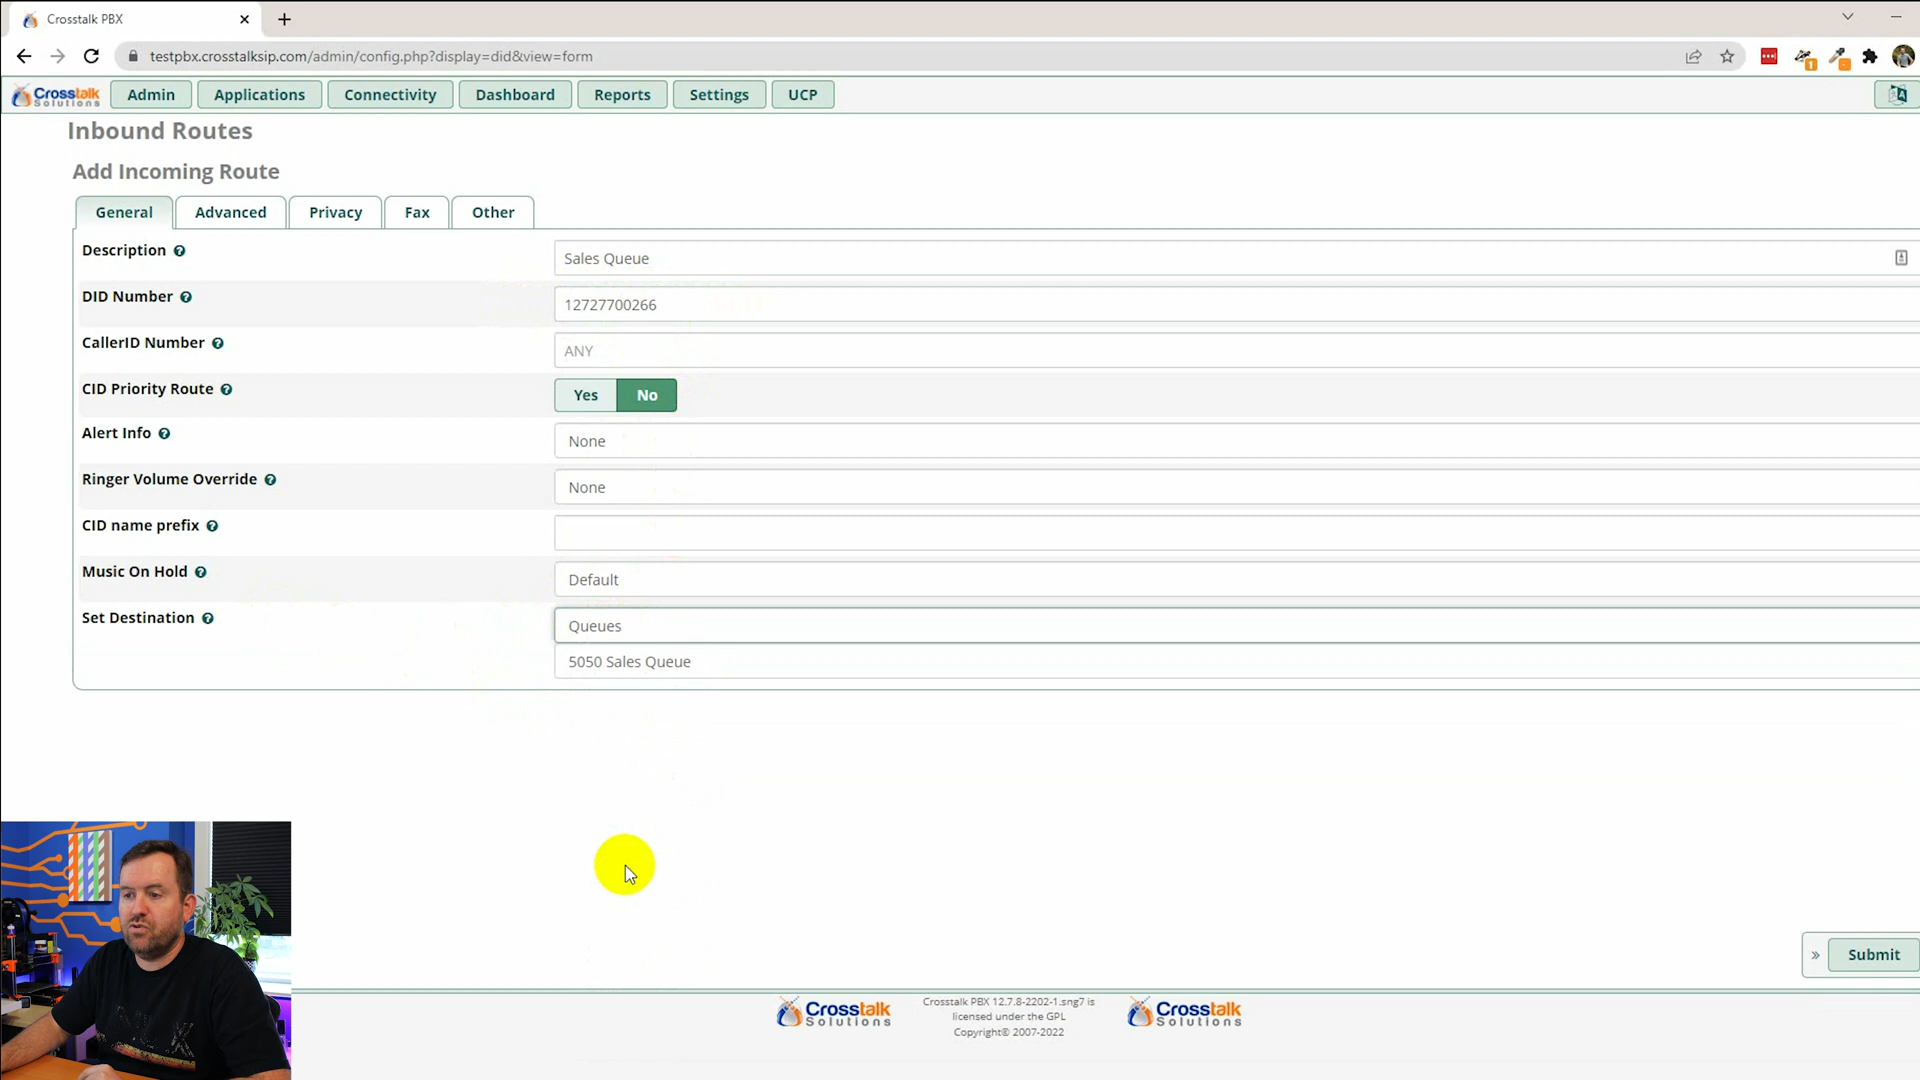 Crosstalk PBX
testpbx.crosstalksip.com/admin/config.php?display=did&view=form
Crosstalk Solutions
Admin
Applications
Connectivity
Dashboard
Reports
Settings
UCP
Inbound Routes
Add Incoming Route
General
Advanced
Privacy
Fax
Other
Description
Sales Queue
DID Number
12727700266
CallerID Number
ANY
CID Priority Route
Yes
No
Alert Info
None
Ringer Volume Override
None
CID name prefix
Music On Hold
Default
Set Destination
Queues
5050 Sales Queue
» Submit
Crosstalk Solutions
Crosstalk PBX 12.7.8-2202-1.sng7 is
licensed under the GPL
Copyright© 2007-2022
Crosstalk Solutions